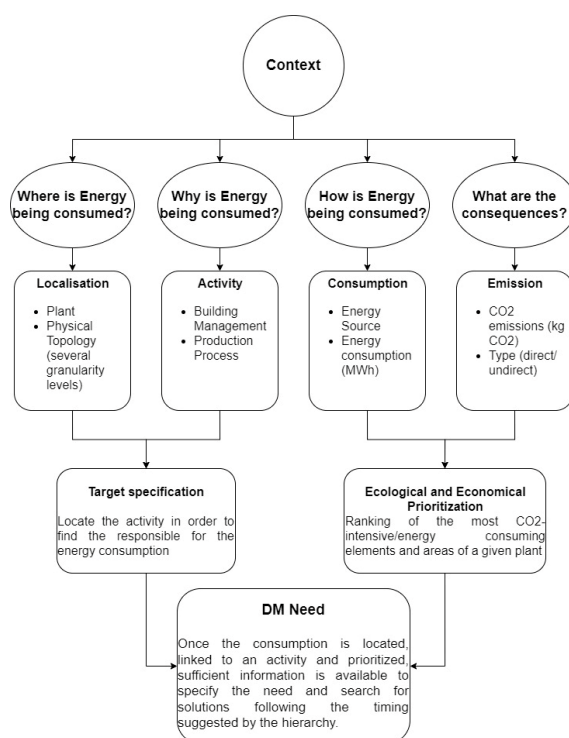 Context
Where is Energy
being consumed?
Why is Energy
being consumed?
How is Energy
being consumed?
What are the
consequences?
Localisation
Plant
Physical
Topology
(several
granularity
levels)
Activity
Building
Management
Production
Process
Consumption
Energy
Source
Energy
consumption
(MWh)
Emission
CO2
emissions (kg
CO2)
Type (direct/
undirect)
Target specification
Locate the activity in order to
find the responsible for the
energy consumption
Ecological and Economical
Prioritization
Ranking of the most CO2-
intensive/energy consuming
elements and areas of a given plant
DM Need
Once the consumption is located,
linked to an activity and prioritized,
sufficient information is available to
specify the need and search for
solutions following the timing
suggested by the hierarchy.